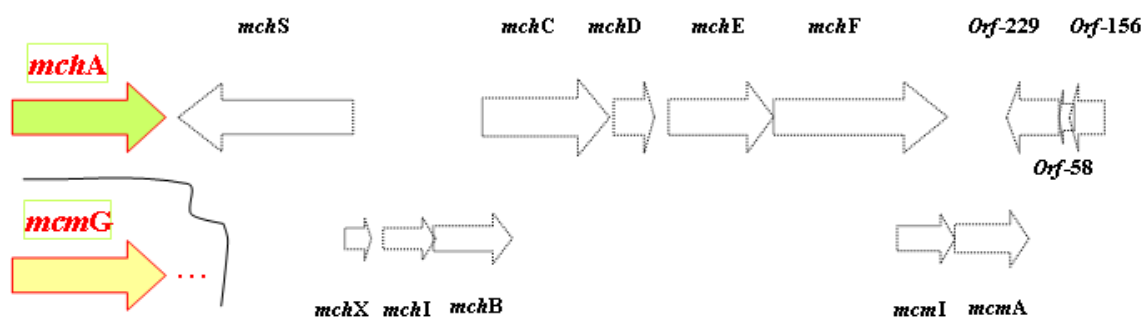 mchS mchC mchD mchE mchF Orf-229 Orf-156
mchA
Orf-58
mcmG
...
mchX mchI mchB mcmI mcmA